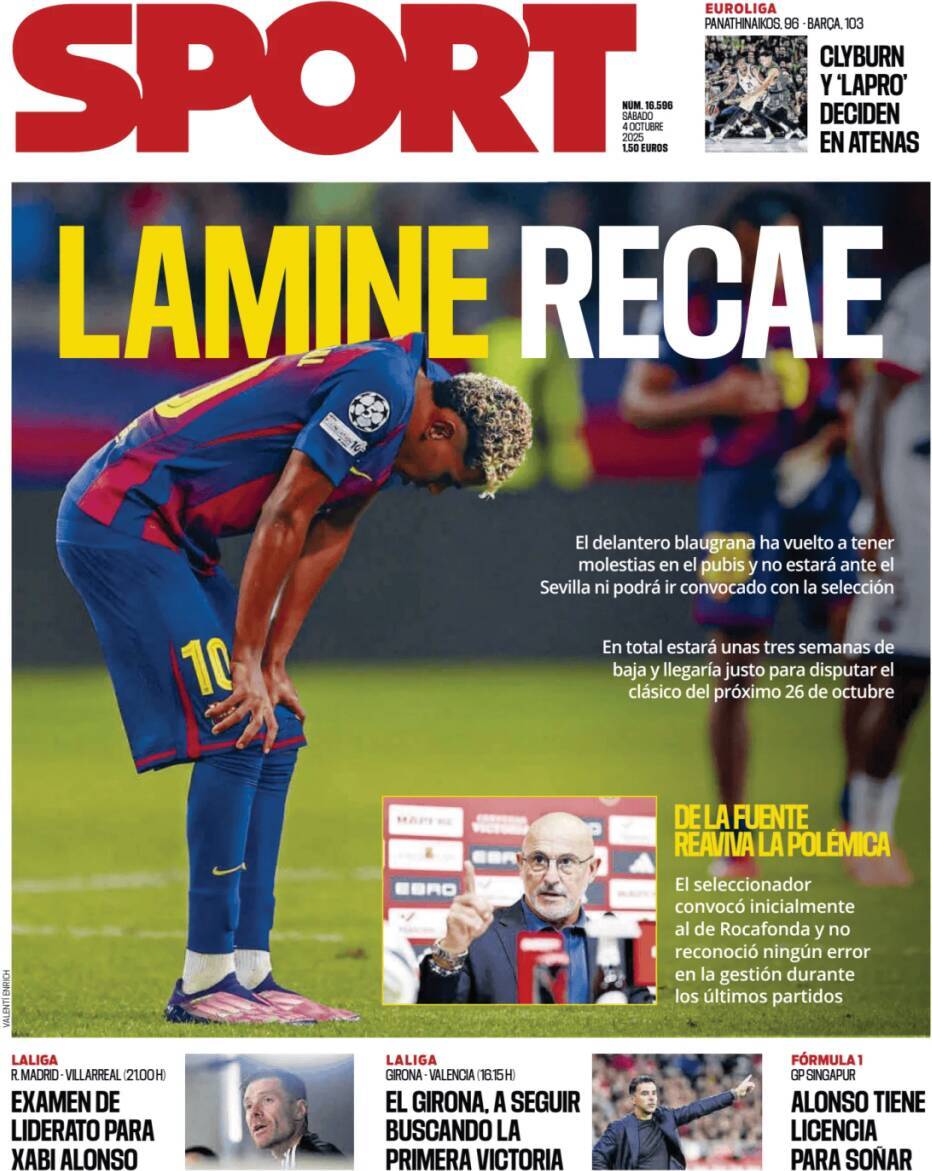 SPORT
NÚM. 16.596
SÁBADO
4 OCTUBRE
2025
1,50 EUROS
EUROLIGA
PANATHINAIKOS, 96 - BARÇA, 103
CLYBURN
Y 'LAPRO'
DECIDEN
EN ATENAS
LAMINE RECAE
10
El delantero blaugrana ha vuelto a tener
molestias en el pubis y no estará ante el
Sevilla ni podrá ir convocado con la selección
En total estará unas tres semanas de
baja y llegaría justo para disputar el
clásico del próximo 26 de octubre
MAPFRE
CERVEZAS
VICTORIA
EBRO
EBRO
DE LA FUENTE
REAVIVA LA POLÉMICA
El seleccionador
convocó inicialmente
al de Rocafonda y no
reconoció ningún error
en la gestión durante
los últimos partidos
VALENTÍ ENRICH
LALIGA
R. MADRID - VILLARREAL (21.00 H)
EXAMEN DE
LIDERATO PARA
XABI ALONSO
LALIGA
GIRONA - VALENCIA (16.15 H)
EL GIRONA, A SEGUIR
BUSCANDO LA
PRIMERA VICTORIA
FÓRMULA 1
GP SINGAPUR
ALONSO TIENE
LICENCIA
PARA SOÑAR